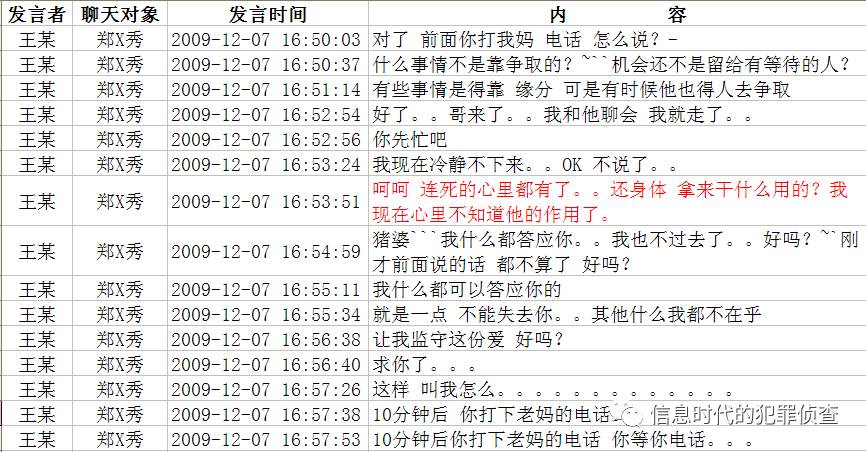 发言者 聊天对象 发言时间 内 容
王某 郑X秀 2009-12-07 16:50:03 对了 前面你打我妈 电话 怎么说？-
王某 郑X秀 2009-12-07 16:50:37 什么事情不是靠争取的？~``机会还不是留给有等待的人？
王某 郑X秀 2009-12-07 16:51:14 有些事情是得靠 缘分 可是有时候他也得人去争取
王某 郑X秀 2009-12-07 16:52:54 好了。。哥来了。。我和他聊会 我就走了。。
王某 郑X秀 2009-12-07 16:52:56 你先忙吧
王某 郑X秀 2009-12-07 16:53:24 我现在冷静不下来。。OK 不说了。。
王某 郑X秀 2009-12-07 16:53:51 呵呵 连死的心里都有了。。还身体 拿来干什么用的？我
现在心里不知道他的作用了。
王某 郑X秀 2009-12-07 16:54:59 猪婆```我什么都答应你。。我也不过去了。。好吗？~`刚
才前面说的话 都不算了 好吗？
王某 郑X秀 2009-12-07 16:55:11 我什么都可以答应你的
王某 郑X秀 2009-12-07 16:55:34 就是一点 不能失去你。。其他什么我都不在乎
王某 郑X秀 2009-12-07 16:56:38 让我监守这份爱 好吗？
王某 郑X秀 2009-12-07 16:56:40 求你了。。。
王某 郑X秀 2009-12-07 16:57:26 这样 叫我怎么。。。。。。。。。。。。。。
王某 郑X秀 2009-12-07 16:57:38 10分钟后 你打下老妈的电话
王某 郑X秀 2009-12-07 16:57:53 10分钟后你打下老妈的电话 你等你电话。。。
信息时代的犯罪侦查